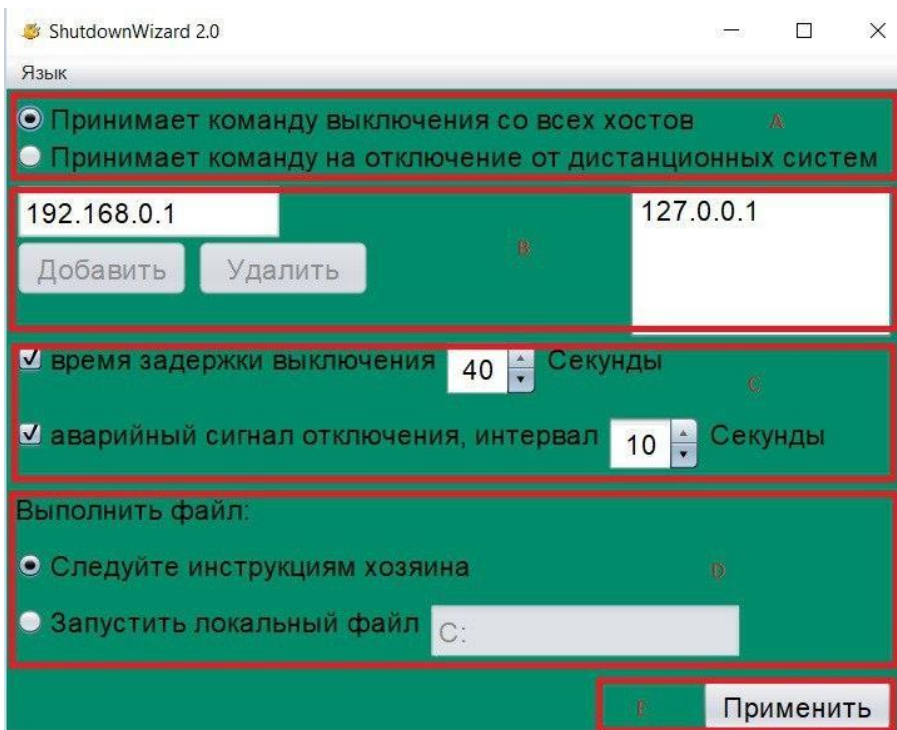 ShutdownWizard 2.0
Язык
Принимает команду выключения со всех хостов A
Принимает команду на отключение от дистанционных систем
192.168.0.1
127.0.0.1
B
Добавить Удалить
время задержки выключения 40 Секунды
C
аварийный сигнал отключения, интервал 10 Секунды
Выполнить файл:
Следуйте инструкциям хозяина D
Запустить локальный файл C:
Применить